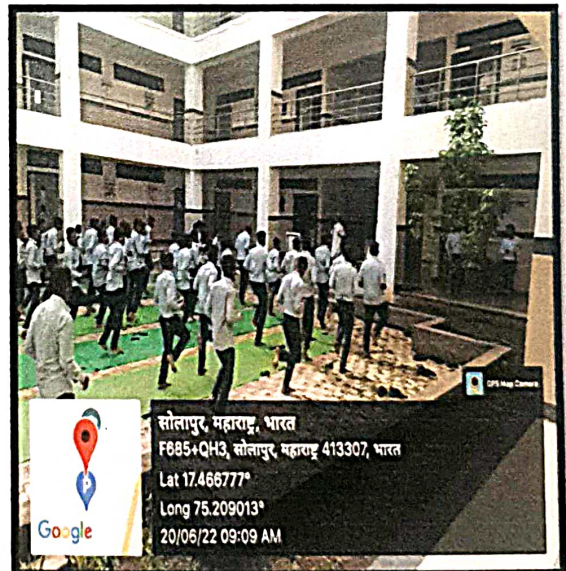 GPS Map Camera
सोलापुर, महाराष्ट्र, भारत
F685+QH3, सोलापुर, महाराष्ट्र 413307, भारत
Lat 17.466777°
Long 75.209013°
20/06/22 09:09 AM
Google